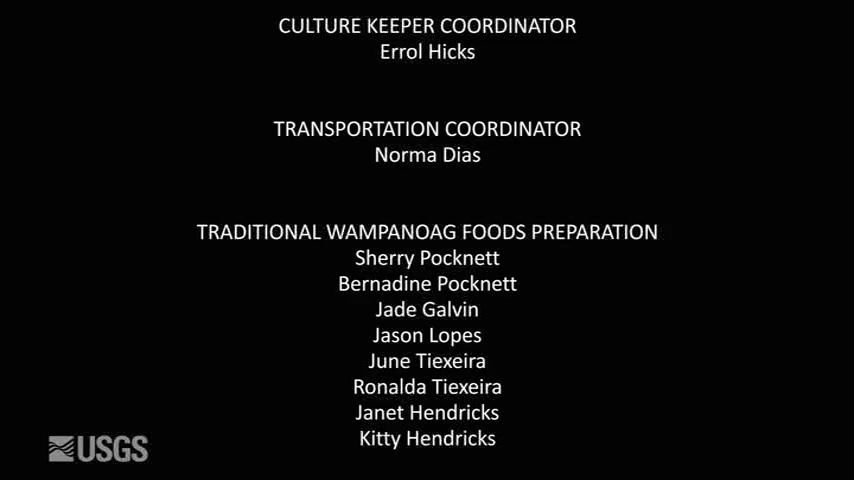 CULTURE KEEPER COORDINATOR
Errol Hicks
TRANSPORTATION COORDINATOR
Norma Dias
TRADITIONAL WAMPANOAG FOODS PREPARATION
Sherry Pocknett
Bernadine Pocknett
Jade Galvin
Jason Lopes
June Tiexeira
Ronalda Tiexeira
Janet Hendricks
Kitty Hendricks
USGS